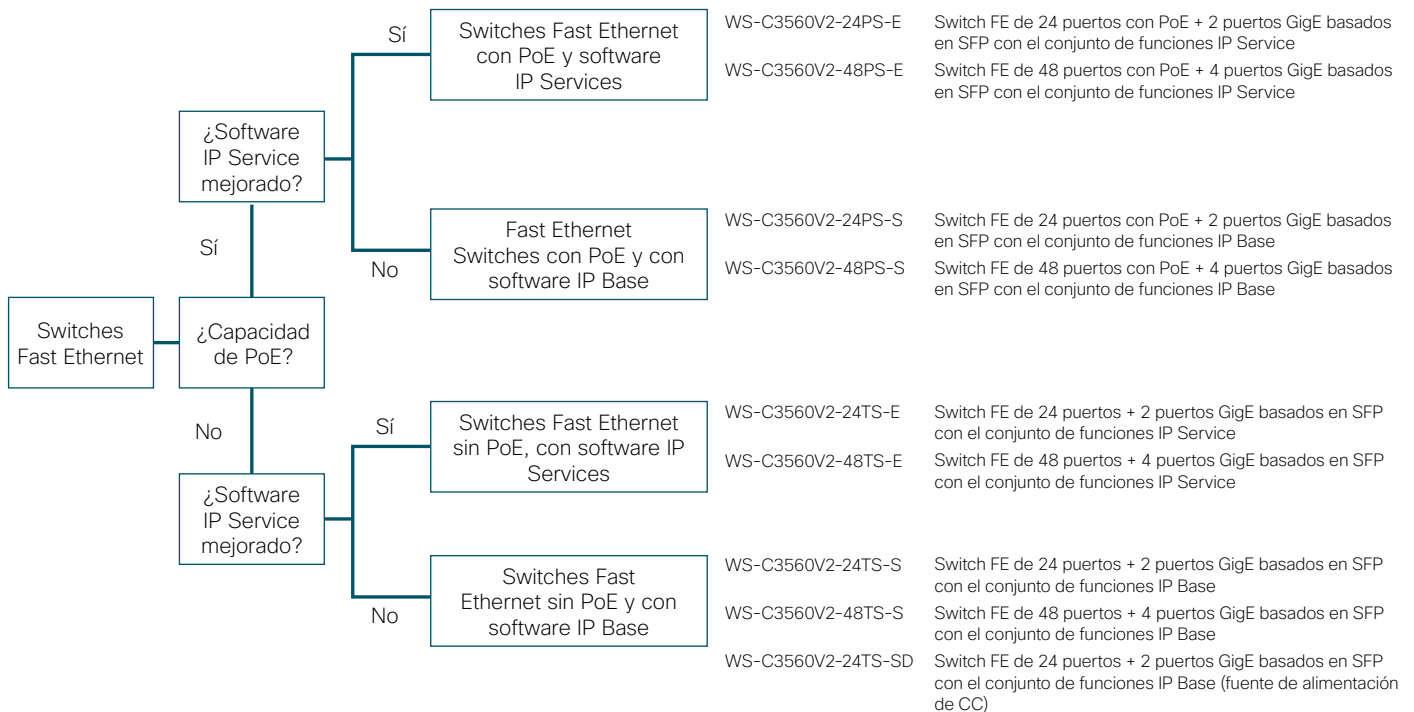 Sí
Switches Fast Ethernet
con PoE y software
IP Services
WS-C3560V2-24PS-E
Switch FE de 24 puertos con PoE + 2 puertos GigE basados
en SFP con el conjunto de funciones IP Service
WS-C3560V2-48PS-E
Switch FE de 48 puertos con PoE + 4 puertos GigE basados
en SFP con el conjunto de funciones IP Service
¿Software
IP Service
mejorado?
Sí
No
Fast Ethernet
Switches con PoE y con
software IP Base
WS-C3560V2-24PS-S
Switch FE de 24 puertos con PoE + 2 puertos GigE basados
en SFP con el conjunto de funciones IP Base
WS-C3560V2-48PS-S
Switch FE de 48 puertos con PoE + 4 puertos GigE basados
en SFP con el conjunto de funciones IP Base
Switches
Fast Ethernet
¿Capacidad
de PoE?
No
Sí
Switches Fast Ethernet
sin PoE, con software IP
Services
WS-C3560V2-24TS-E
Switch FE de 24 puertos + 2 puertos GigE basados en SFP
con el conjunto de funciones IP Service
WS-C3560V2-48TS-E
Switch FE de 48 puertos + 4 puertos GigE basados en SFP
con el conjunto de funciones IP Service
¿Software
IP Service
mejorado?
No
Switches Fast
Ethernet sin PoE y con
software IP Base
WS-C3560V2-24TS-S
Switch FE de 24 puertos + 2 puertos GigE basados en SFP
con el conjunto de funciones IP Base
WS-C3560V2-48TS-S
Switch FE de 48 puertos + 4 puertos GigE basados en SFP
con el conjunto de funciones IP Base
WS-C3560V2-24TS-SD
Switch FE de 24 puertos + 2 puertos GigE basados en SFP
con el conjunto de funciones IP Base (fuente de alimentación
de CC)